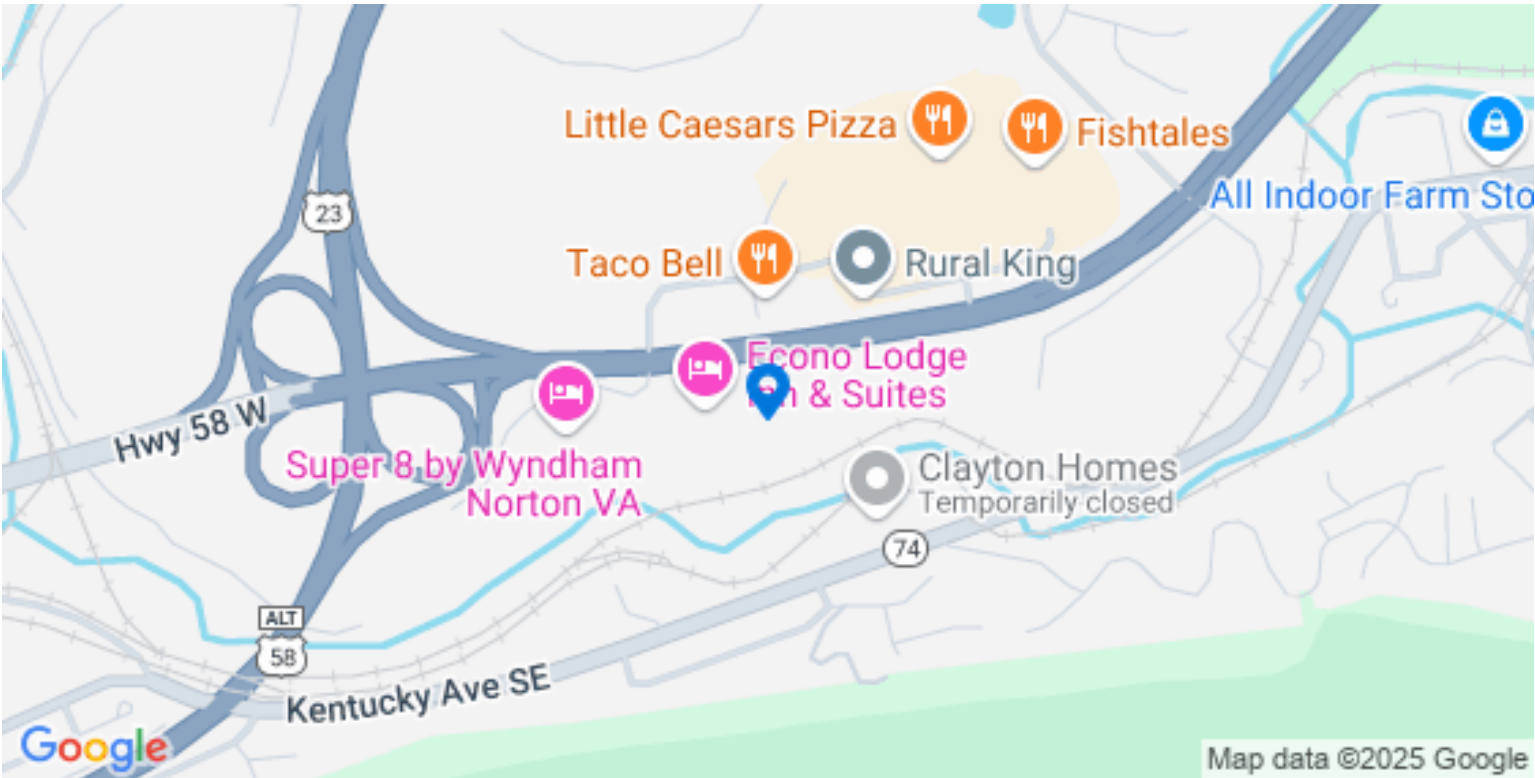 Little Caesars Pizza
Fishtales
All Indoor Farm Sto
23
Taco Bell
Rural King
Econo Lodge
Inn & Suites
Hwy 58 W
Super 8 by Wyndham
Norton VA
Clayton Homes
Temporarily closed
74
ALT
58
Kentucky Ave SE
Google
Map data ©2025 Google